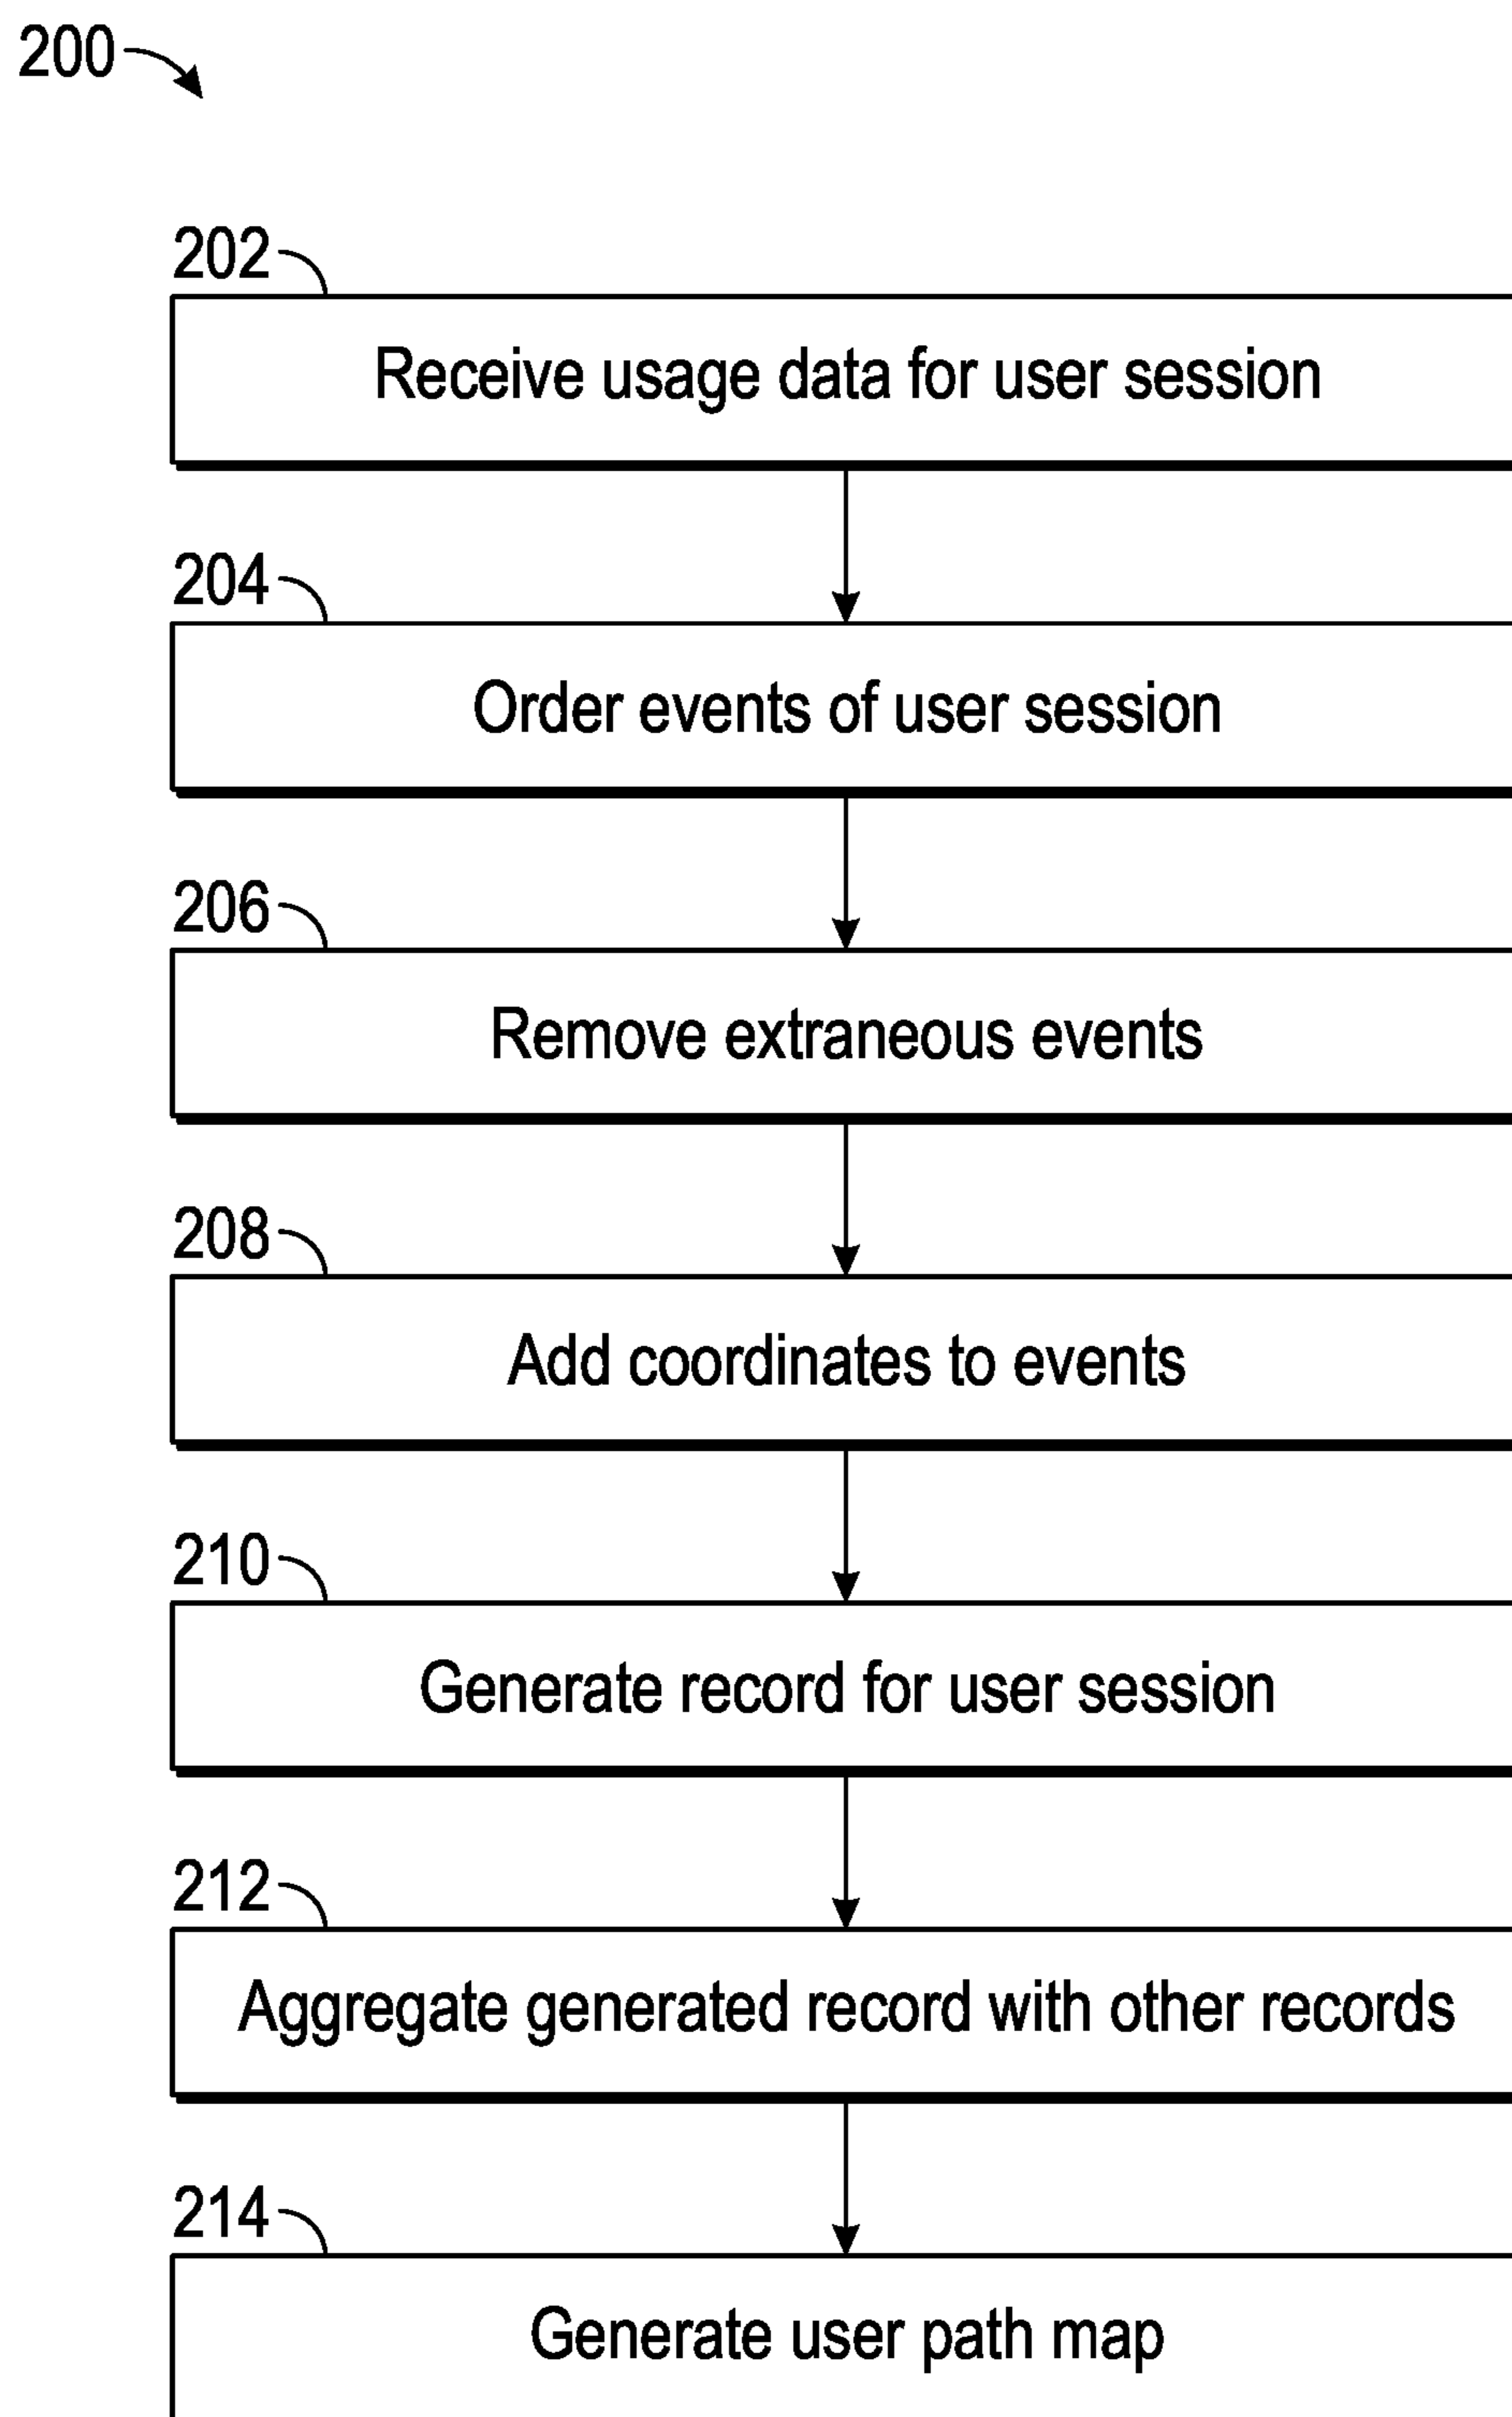 200
202
Receive usage data for user session
204
Order events of user session
206
Remove extraneous events
208
Add coordinates to events
210
Generate record for user session
212
Aggregate generated record with other records
214
Generate user path map